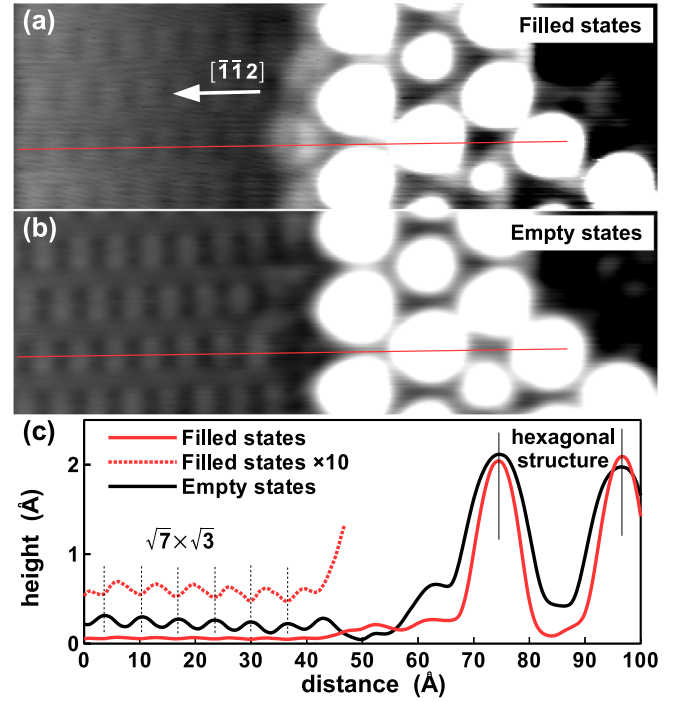 (a)
Filled states
[1̅1̅2]
(b)
Empty states
(c)
Filled states
Filled states ×10
Empty states
hexagonal
structure
√7×√3
2
1
0
height (Å)
0 10 20 30 40 50 60 70 80 90 100
distance (Å)